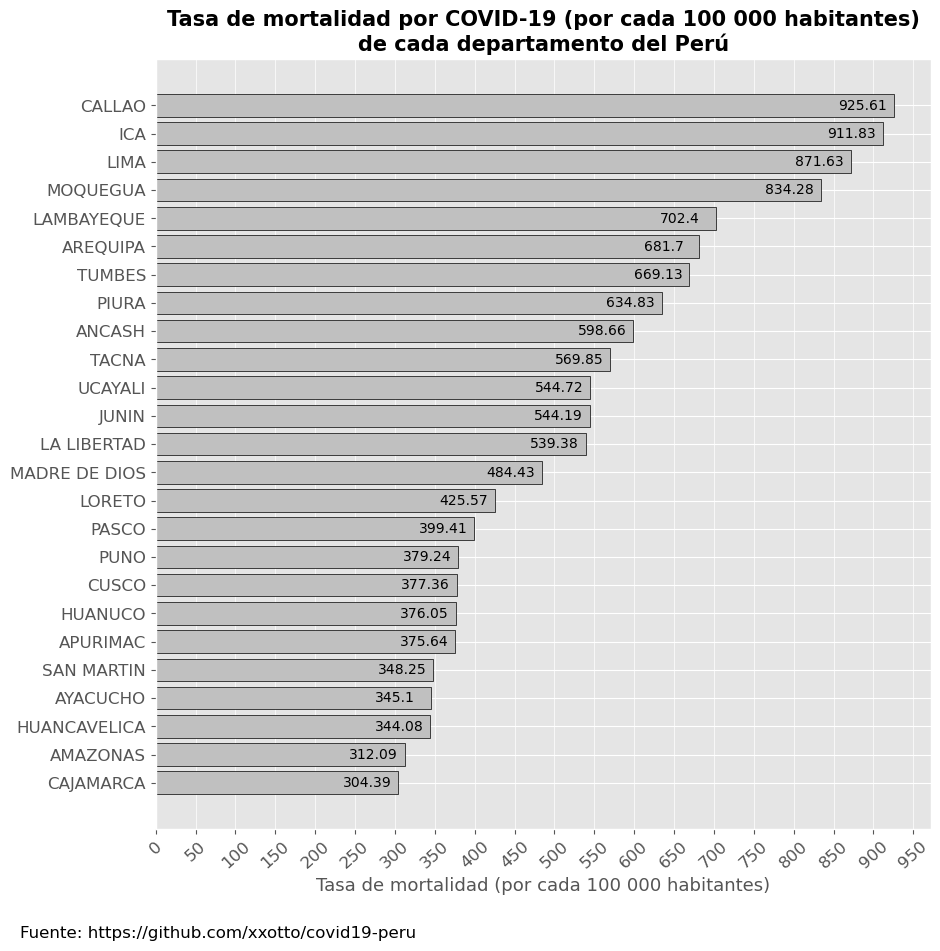 Tasa de mortalidad por COVID-19 (por cada 100 000 habitantes)
de cada departamento del Perú
CALLAO 925.61
ICA 911.83
LIMA 871.63
MOQUEGUA 834.28
LAMBAYEQUE 702.4
AREQUIPA 681.7
TUMBES 669.13
PIURA 634.83
ANCASH 598.66
TACNA 569.85
UCAYALI 544.72
JUNIN 544.19
LA LIBERTAD 539.38
MADRE DE DIOS 484.43
LORETO 425.57
PASCO 399.41
PUNO 379.24
CUSCO 377.36
HUANUCO 376.05
APURIMAC 375.64
SAN MARTIN 348.25
AYACUCHO 345.1
HUANCAVELICA 344.08
AMAZONAS 312.09
CAJAMARCA 304.39
0 50 100 150 200 250 300 350 400 450 500 550 600 650 700 750 800 850 900 950
Tasa de mortalidad (por cada 100 000 habitantes)
Fuente: https://github.com/xxotto/covid19-peru